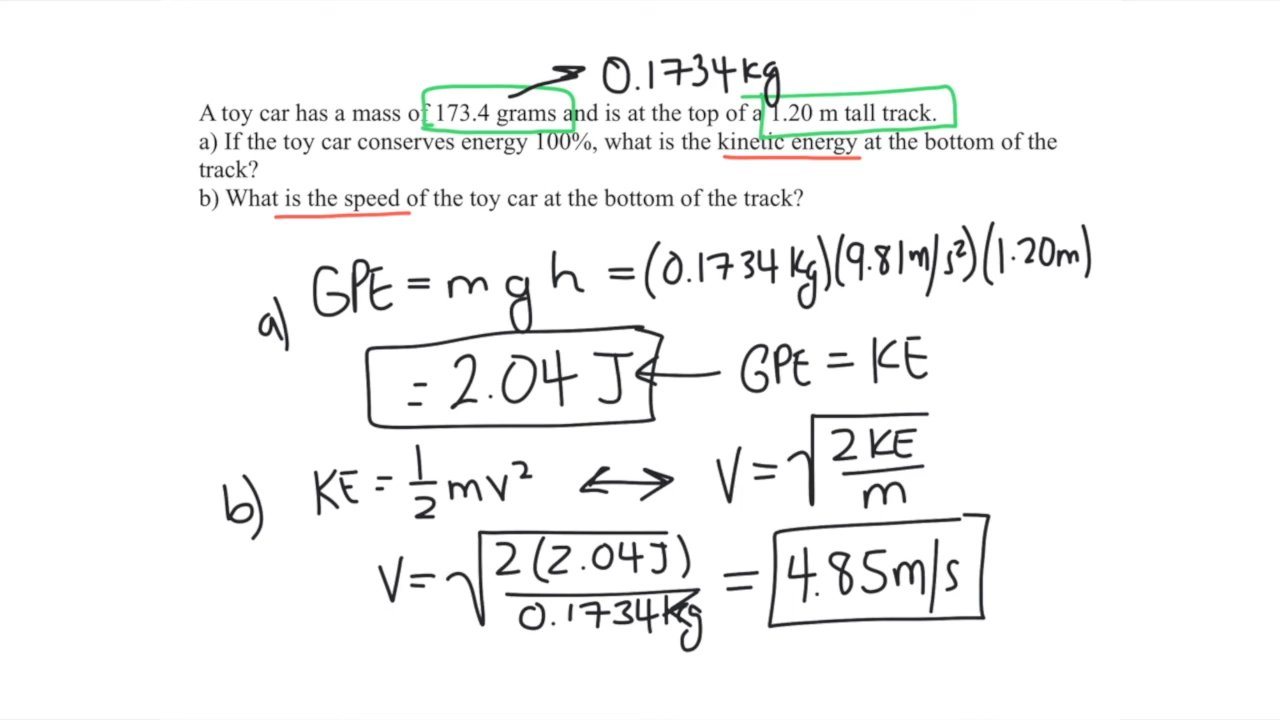 0.1734kg
A toy car has a mass of 173.4 grams and is at the top of a 1.20 m tall track.
a) If the toy car conserves energy 100%, what is the kinetic energy at the bottom of the
track?
b) What is the speed of the toy car at the bottom of the track?
a) GPE = mgh = (0.1734 kg)(9.81m/s²)(1.20m)
= 2.04 J ← GPE = KE
b) KE = 1/2 mv² ↔ V = √(2KE/m)
V = √(2(2.04J)/0.1734kg) = 4.85m/s